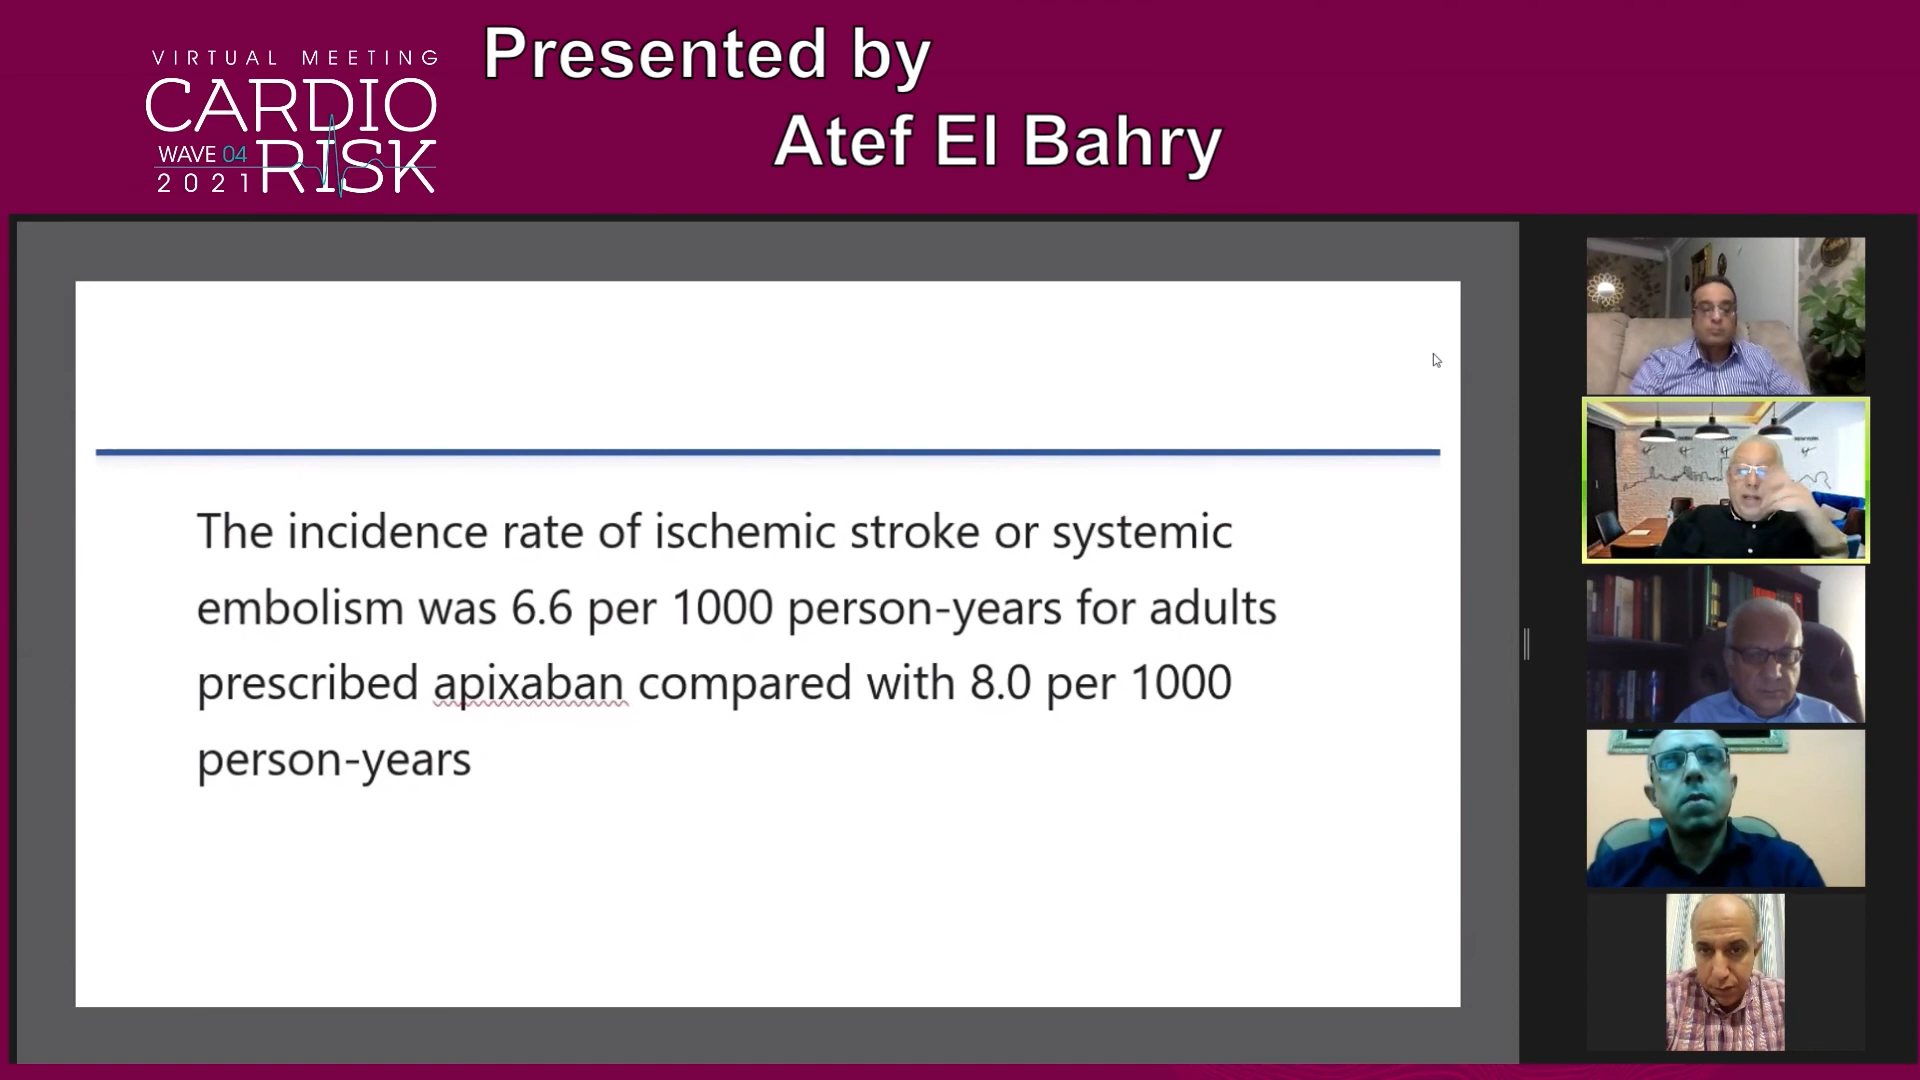 VIRTUAL MEETING
CARDIO
WAVE 04
RISK
2021
Presented by
Atef El Bahry
The incidence rate of ischemic stroke or systemic
embolism was 6.6 per 1000 person-years for adults
prescribed apixaban compared with 8.0 per 1000
person-years